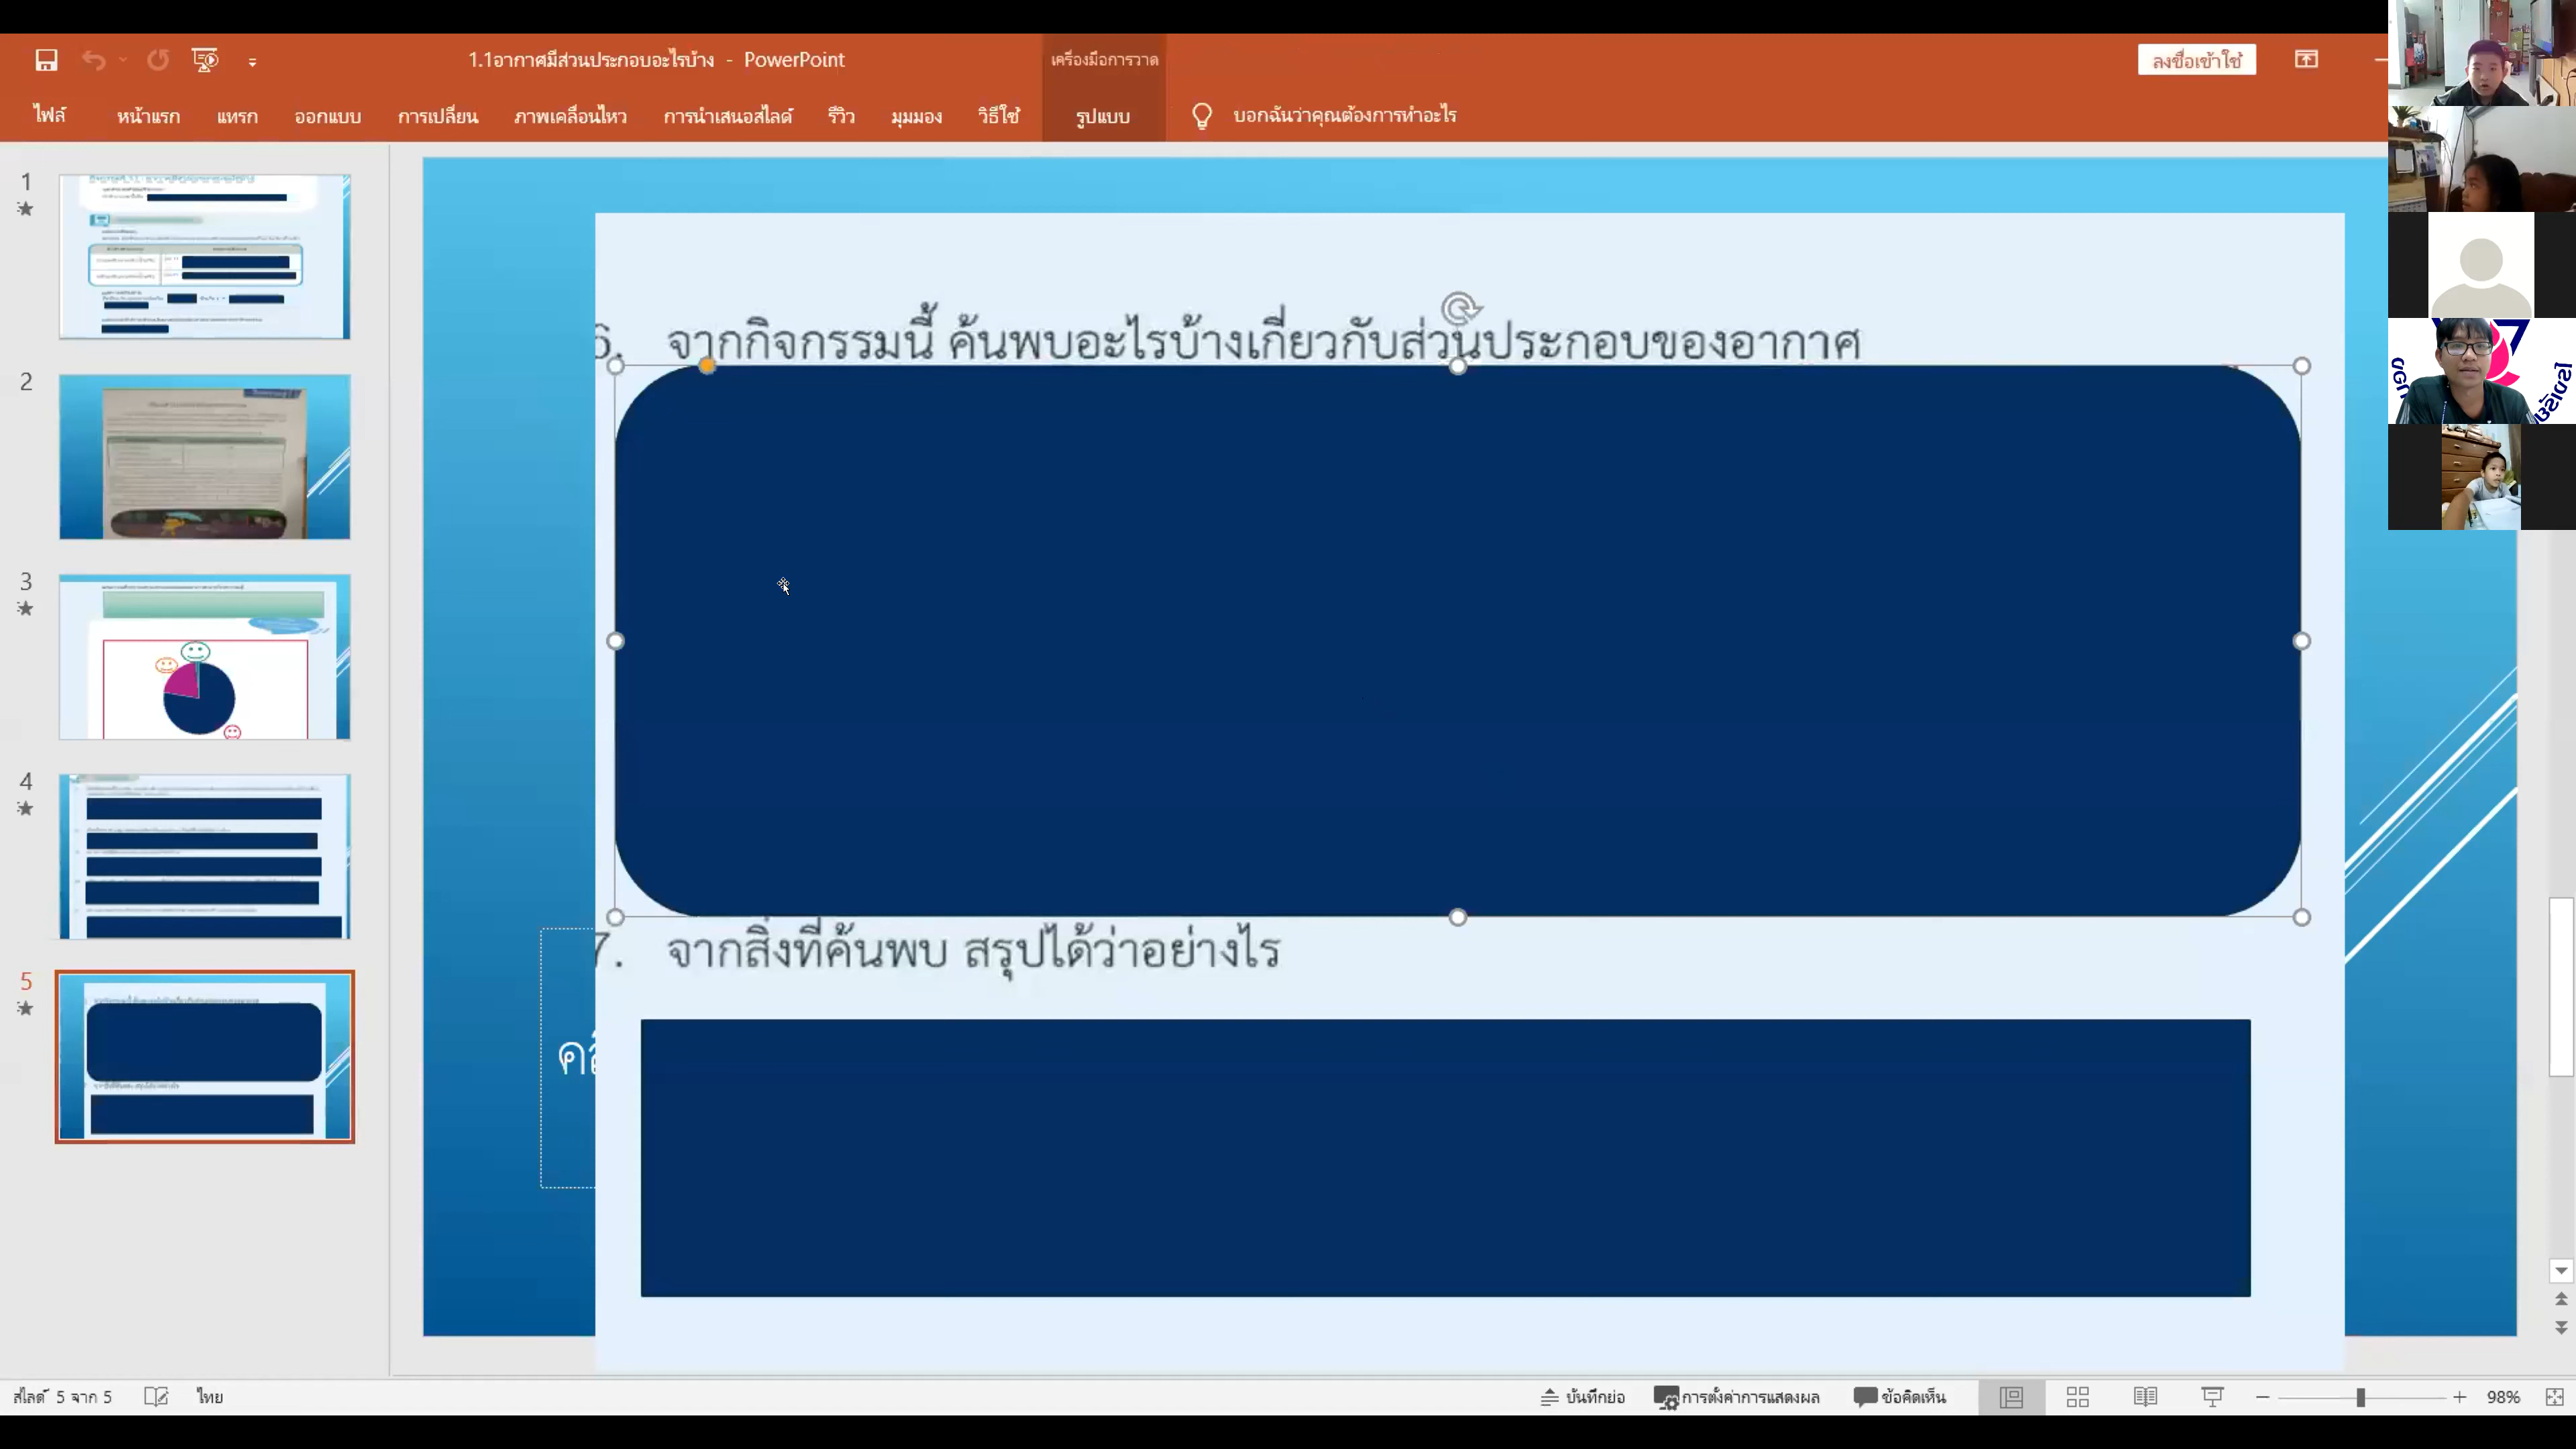 1.1อากาศมีส่วนประกอบอะไรบ้าง - PowerPoint
เครื่องมือการวาด
ลงชื่อเข้าใช้
ไฟล์ หน้าแรก แทรก ออกแบบ การเปลี่ยน ภาพเคลื่อนไหว การนำเสนอสไลด์ รีวิว มุมมอง วิธีใช้ รูปแบบ บอกฉันว่าคุณต้องการทำอะไร
1
2
3
4
5
6. จากกิจกรรมนี้ ค้นพบอะไรบ้างเกี่ยวกับส่วนประกอบของอากาศ
7. จากสิ่งที่ค้นพบ สรุปได้ว่าอย่างไร
สไลด์ 5 จาก 5 ไทย บันทึกย่อ การตั้งค่าการแสดงผล ข้อคิดเห็น 98%